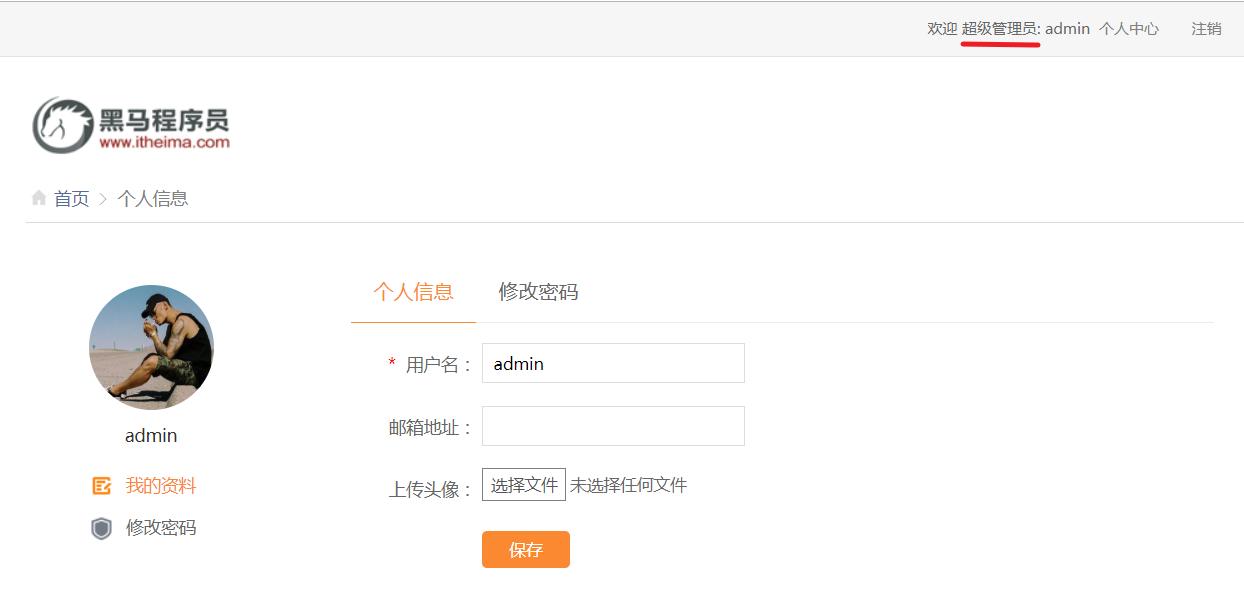 欢迎 超级管理员: admin 个人中心 注销
黑马程序员
www.itheima.com
首页 > 个人信息
个人信息 修改密码
* 用户名： admin
邮箱地址：
上传头像： 选择文件 未选择任何文件
保存
admin
我的资料
修改密码